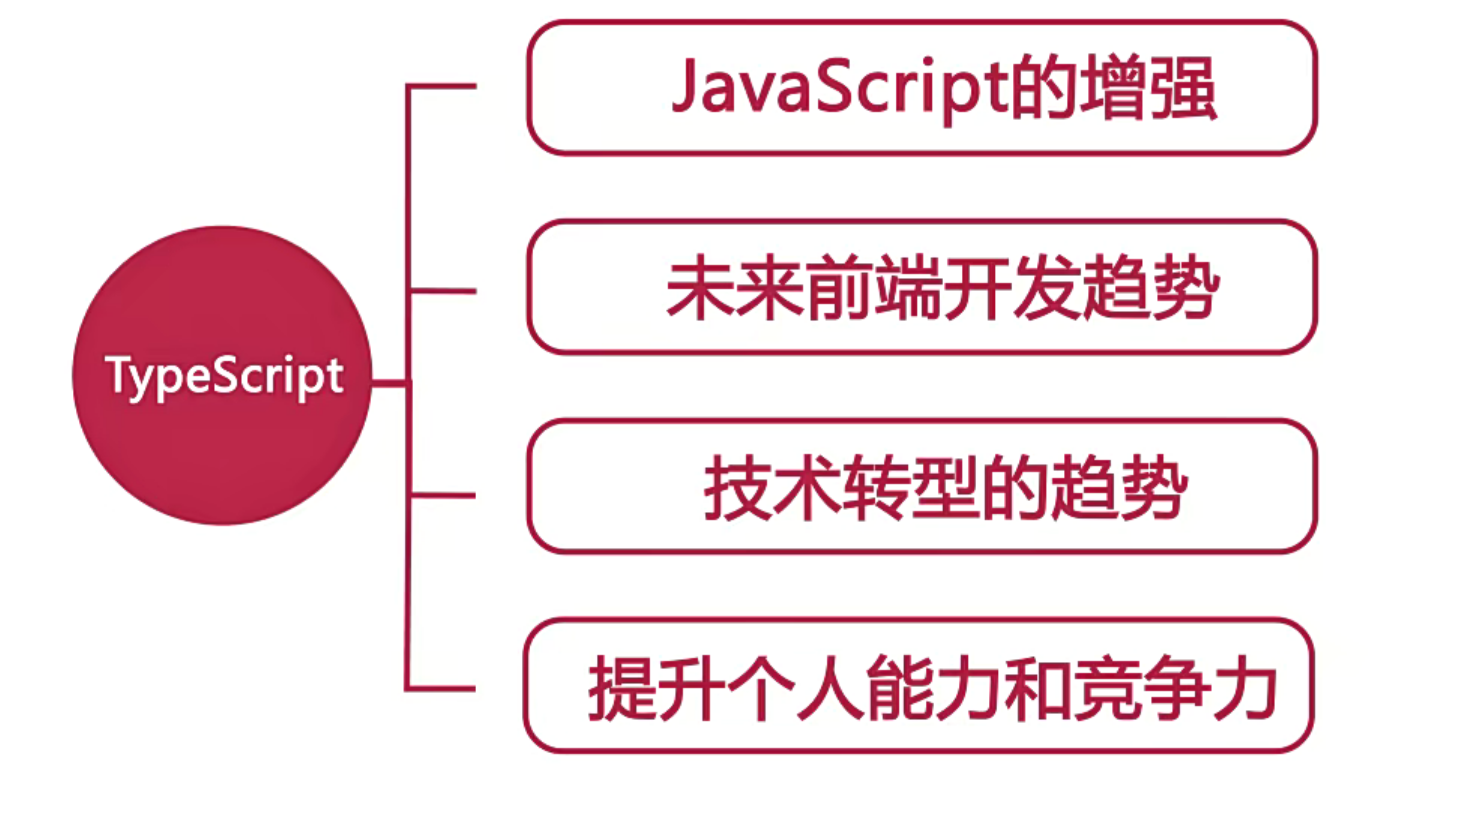 TypeScript
JavaScript的增强
未来前端开发趋势
技术转型的趋势
提升个人能力和竞争力